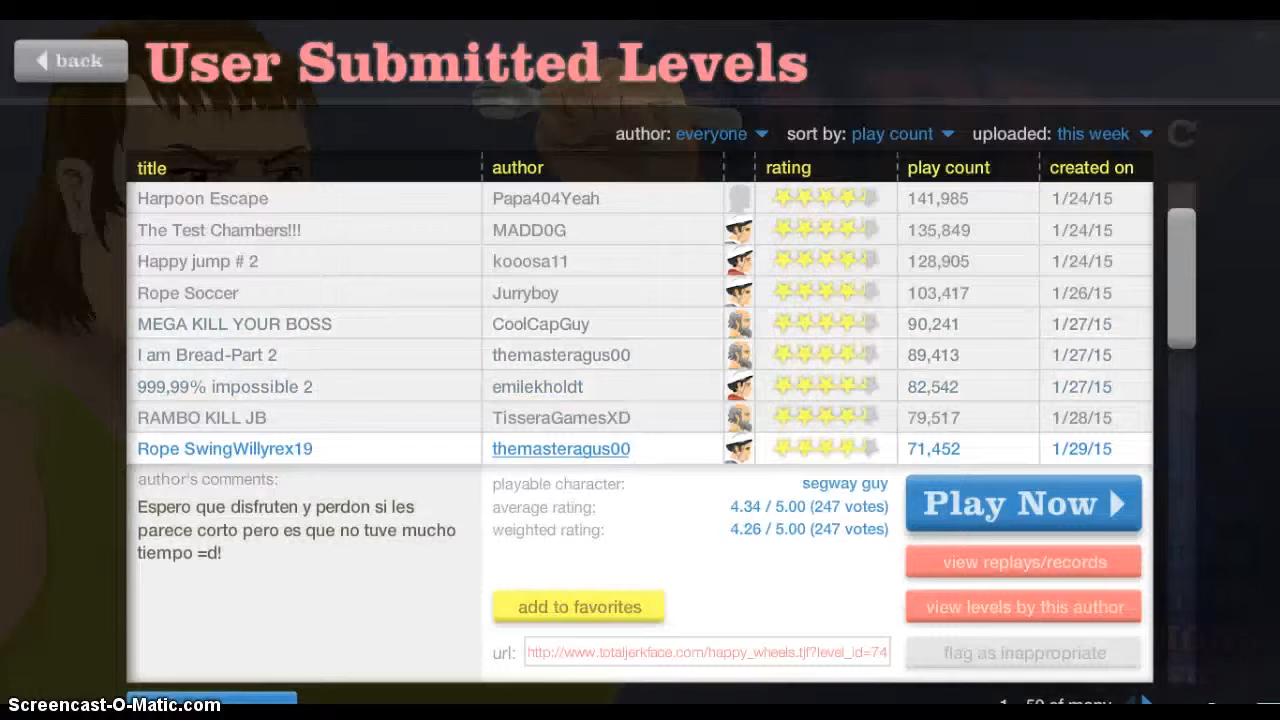 back
User Submitted Levels
author: everyone sort by: play count uploaded: this week
title author rating play count created on
Harpoon Escape Papa404Yeah 141,985 1/24/15
The Test Chambers!!! MADD0G 135,849 1/24/15
Happy jump # 2 kooosa11 128,905 1/24/15
Rope Soccer Jurryboy 103,417 1/26/15
MEGA KILL YOUR BOSS CoolCapGuy 90,241 1/27/15
I am Bread-Part 2 themasteragus00 89,413 1/27/15
999,99% impossible 2 emilekholdt 82,542 1/27/15
RAMBO KILL JB TisseraGamesXD 79,517 1/28/15
Rope SwingWillyrex19 themasteragus00 71,452 1/29/15
author's comments:
Espero que disfruten y perdon si les
parece corto pero es que no tuve mucho
tiempo =d!
playable character: segway guy
average rating: 4.34 / 5.00 (247 votes)
weighted rating: 4.26 / 5.00 (247 votes)
add to favorites
url: http://www.totaljerkface.com/happy_wheels.tjf?level_id=74
Play Now
view replays/records
view levels by this author
flag as inappropriate
1 - 50 of many
Screencast-O-Matic.com